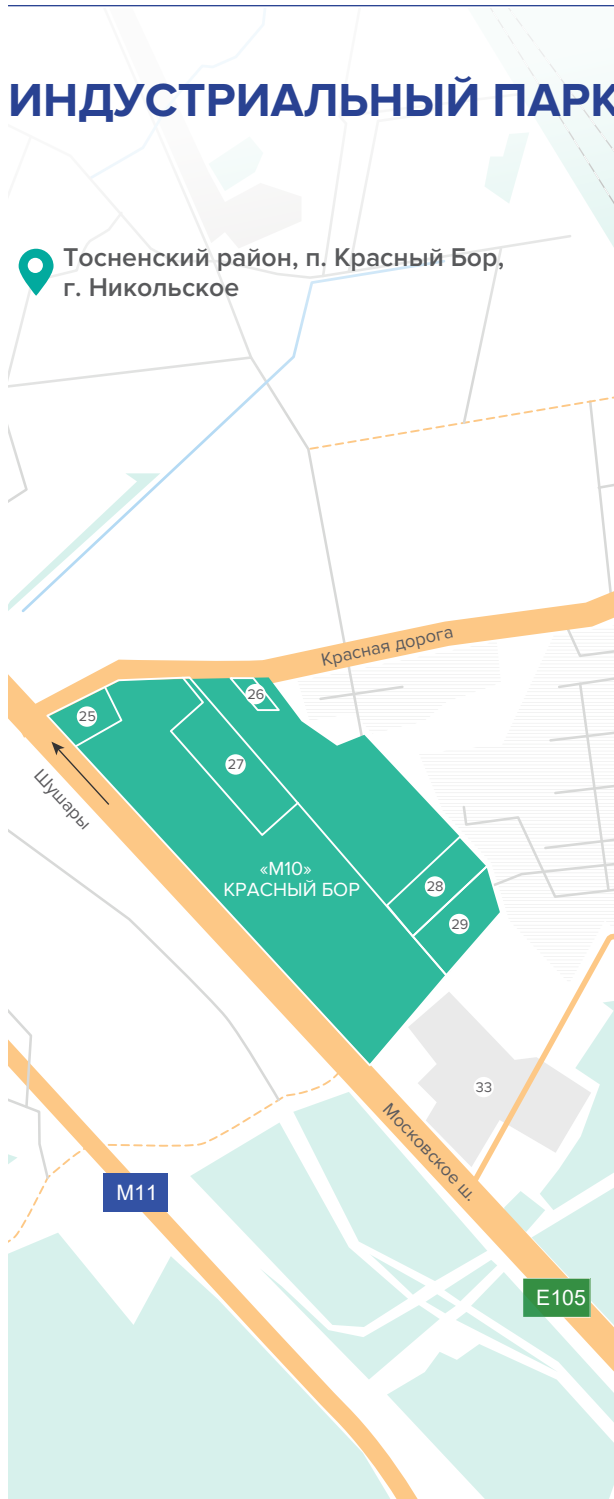 ИНДУСТРИАЛЬНЫЙ ПАРК
Тосненский район, п. Красный Бор,
г. Никольское
Красная дорога
25
26
27
Шушары
«М10»
КРАСНЫЙ БОР
28
29
33
Московское ш.
М11
E105